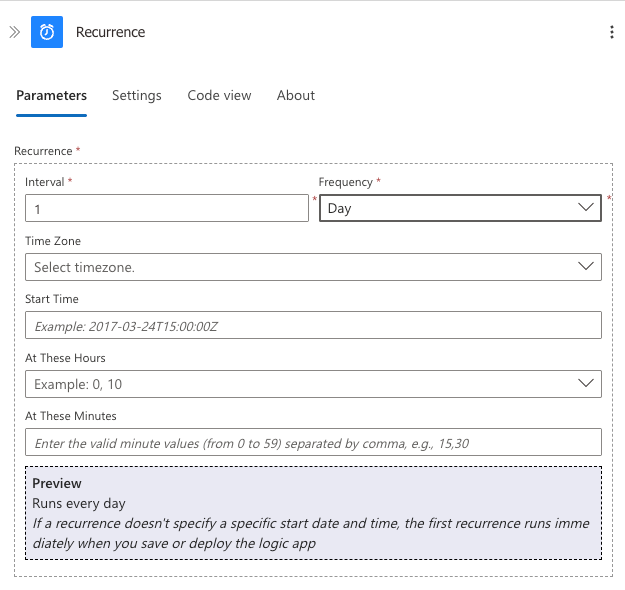 Recurrence
Parameters Settings Code view About
Recurrence *
Interval * Frequency *
1 * Day *
Time Zone
Select timezone.
Start Time
Example: 2017-03-24T15:00:00Z
At These Hours
Example: 0, 10
At These Minutes
Enter the valid minute values (from 0 to 59) separated by comma, e.g., 15,30
Preview
Runs every day
If a recurrence doesn't specify a specific start date and time, the first recurrence runs imme
diately when you save or deploy the logic app